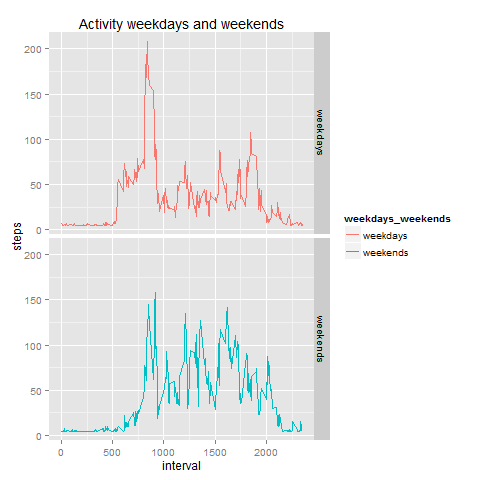 Activity weekdays and weekends
steps
200
150
100
50
0
weekdays
200
150
100
50
0
weekends
0
500
1000
1500
2000
interval
weekdays_weekends
weekdays
weekends